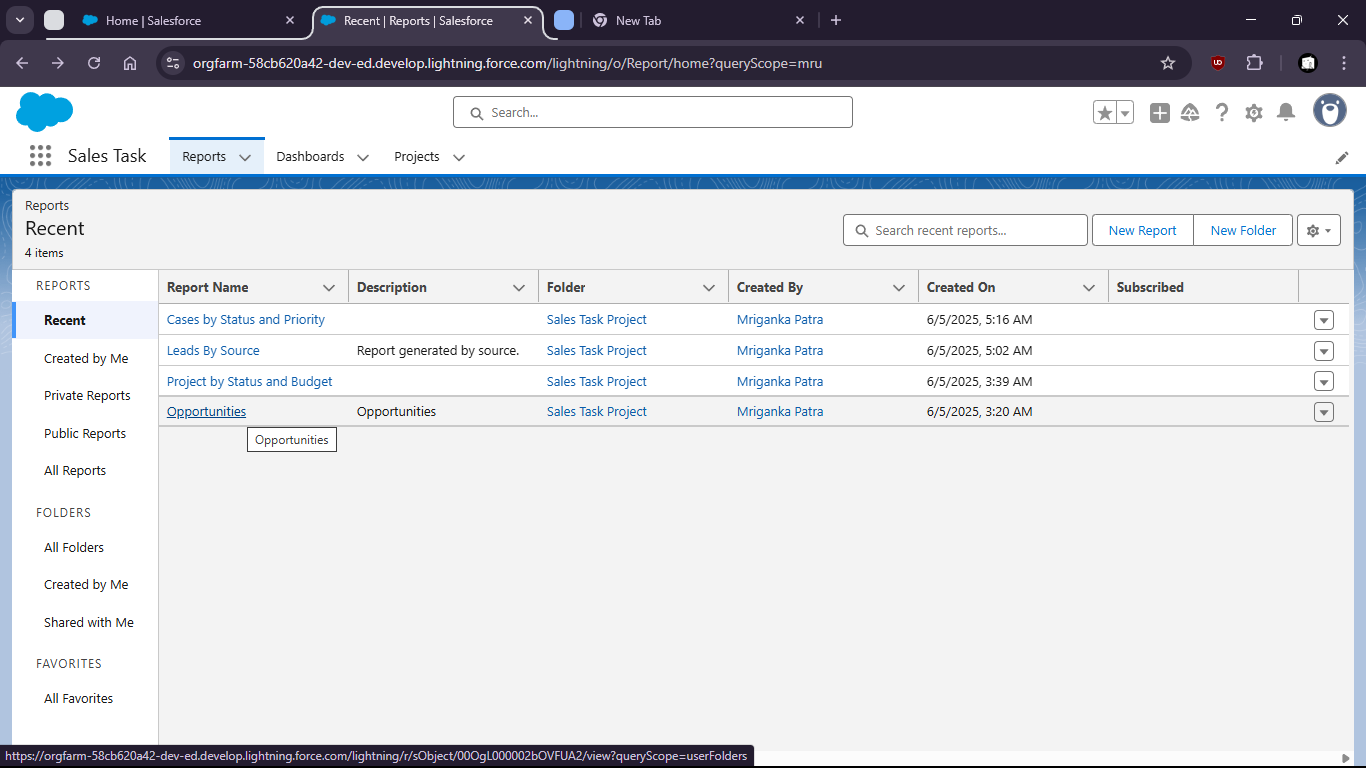 Home | Salesforce
Recent | Reports | Salesforce
New Tab
orgfarm-58cb620a42-dev-ed.develop.lightning.force.com/lightning/o/Report/home?queryScope=mru
UD
Search...
Sales Task
Reports
Dashboards
Projects
Reports
Recent
4 items
Search recent reports...
New Report
New Folder
REPORTS
Recent
Created by Me
Private Reports
Public Reports
All Reports
FOLDERS
All Folders
Created by Me
Shared with Me
FAVORITES
All Favorites
Report Name Description Folder Created By Created On Subscribed
Cases by Status and Priority Sales Task Project Mriganka Patra 6/5/2025, 5:16 AM
Leads By Source Report generated by source. Sales Task Project Mriganka Patra 6/5/2025, 5:02 AM
Project by Status and Budget Sales Task Project Mriganka Patra 6/5/2025, 3:39 AM
Opportunities Opportunities Sales Task Project Mriganka Patra 6/5/2025, 3:20 AM
Opportunities
https://orgfarm-58cb620a42-dev-ed.develop.lightning.force.com/lightning/r/sObject/00OgL000002bOVFUA2/view?queryScope=userFolders